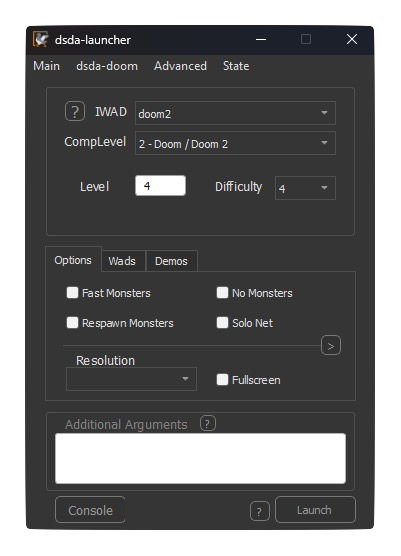 dsda-launcher
Main dsda-doom Advanced State
? IWAD doom2
CompLevel 2 - Doom / Doom 2
Level 4 Difficulty 4
Options Wads Demos
Fast Monsters No Monsters
Respawn Monsters Solo Net
>
Resolution
Fullscreen
Additional Arguments ?
Console ? Launch